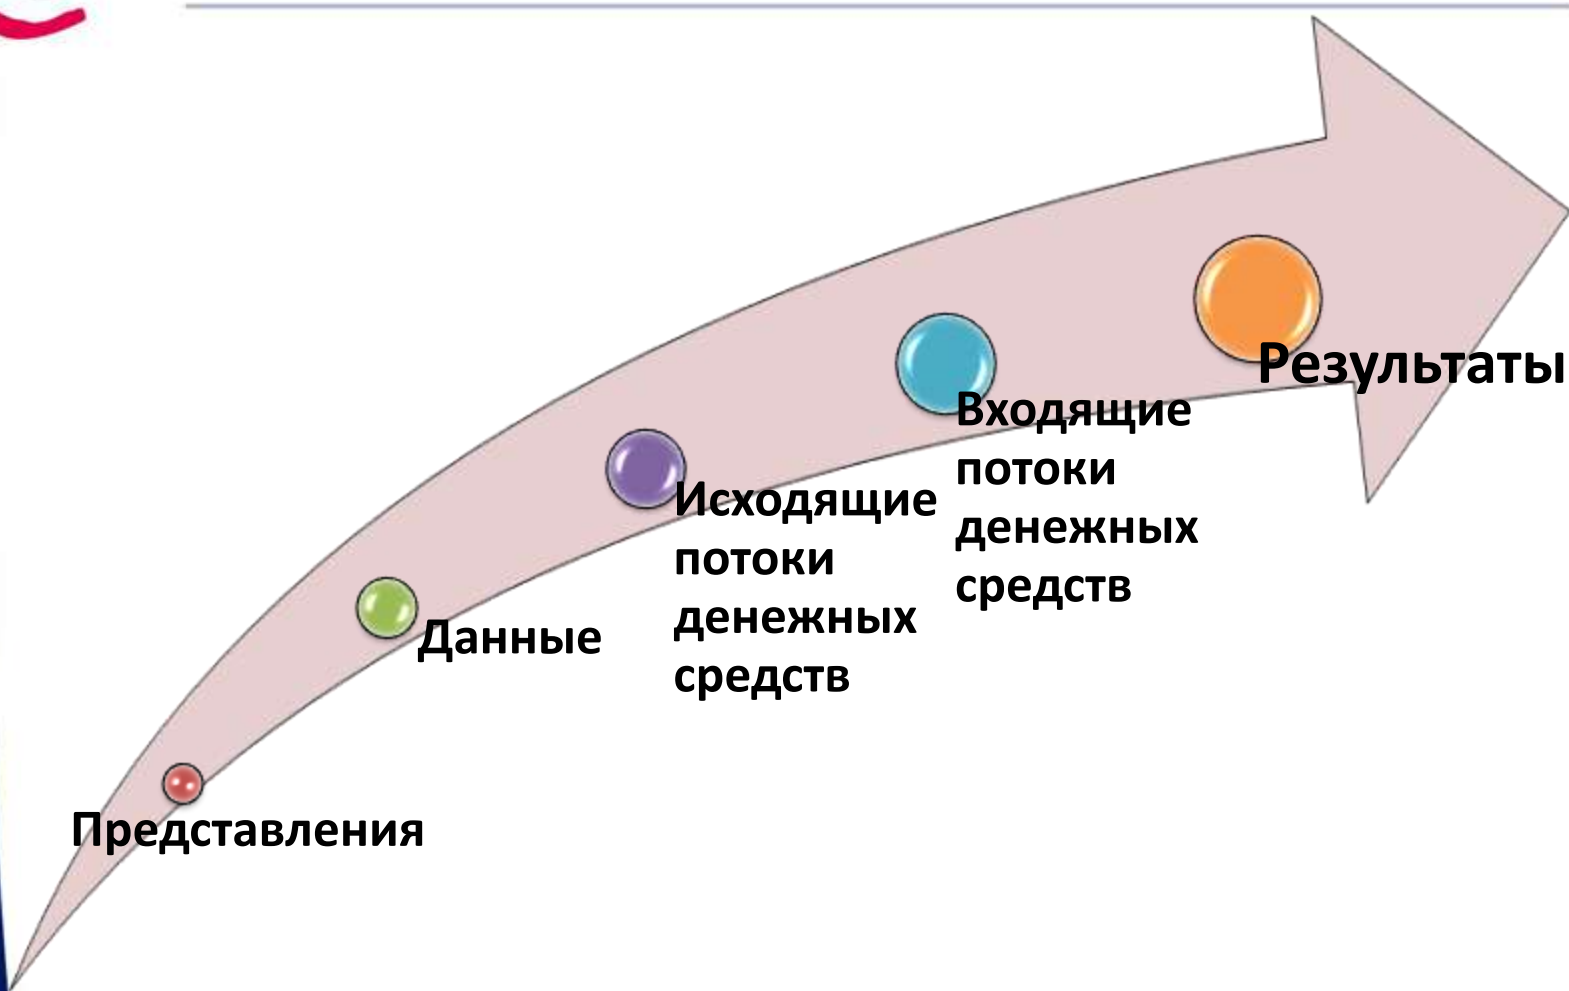 Представления
Данные
Исходящие
потоки
денежных
средств
Входящие
потоки
денежных
средств
Результаты